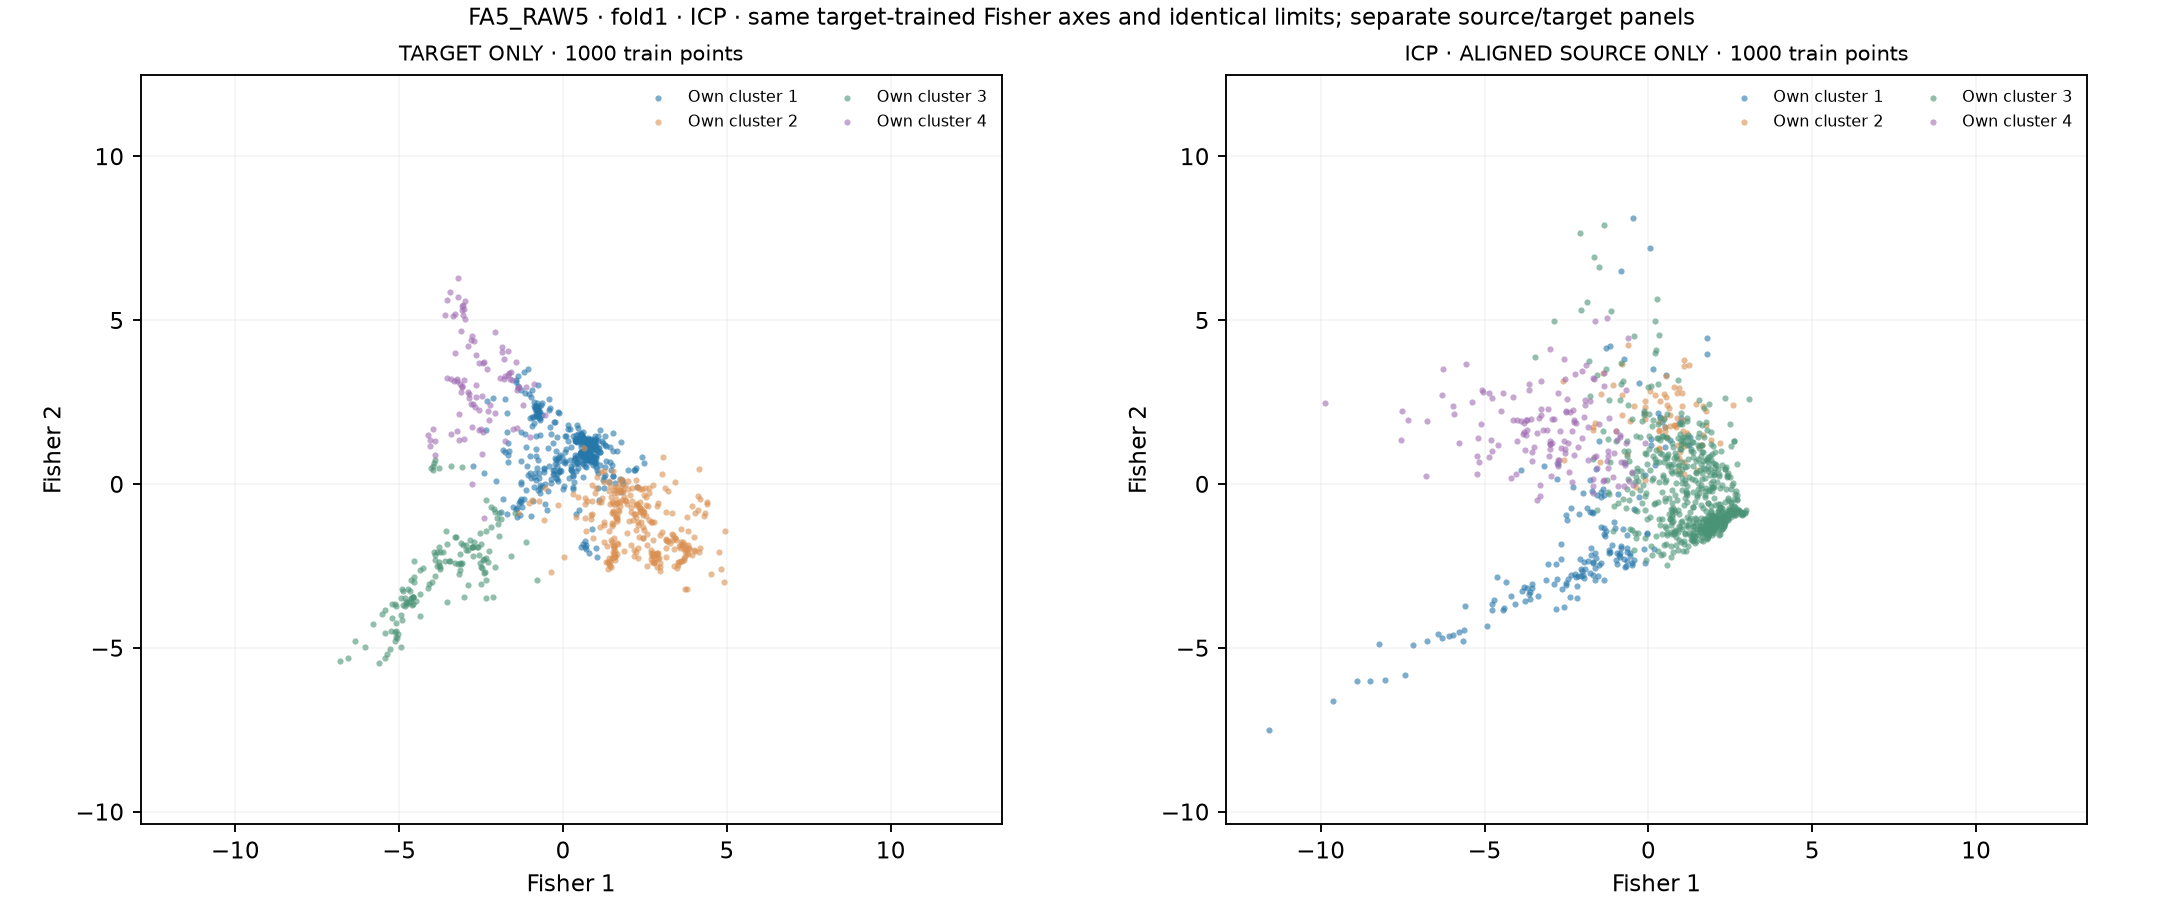 FA5_RAW5 · fold1 · ICP · same target-trained Fisher axes and identical limits; separate source/target panels
TARGET ONLY · 1000 train points
Own cluster 1
Own cluster 2
Own cluster 3
Own cluster 4
10
5
0
−5
−10
Fisher 2
−10
−5
0
5
10
Fisher 1
ICP · ALIGNED SOURCE ONLY · 1000 train points
Own cluster 1
Own cluster 2
Own cluster 3
Own cluster 4
10
5
0
−5
−10
Fisher 2
−10
−5
0
5
10
Fisher 1